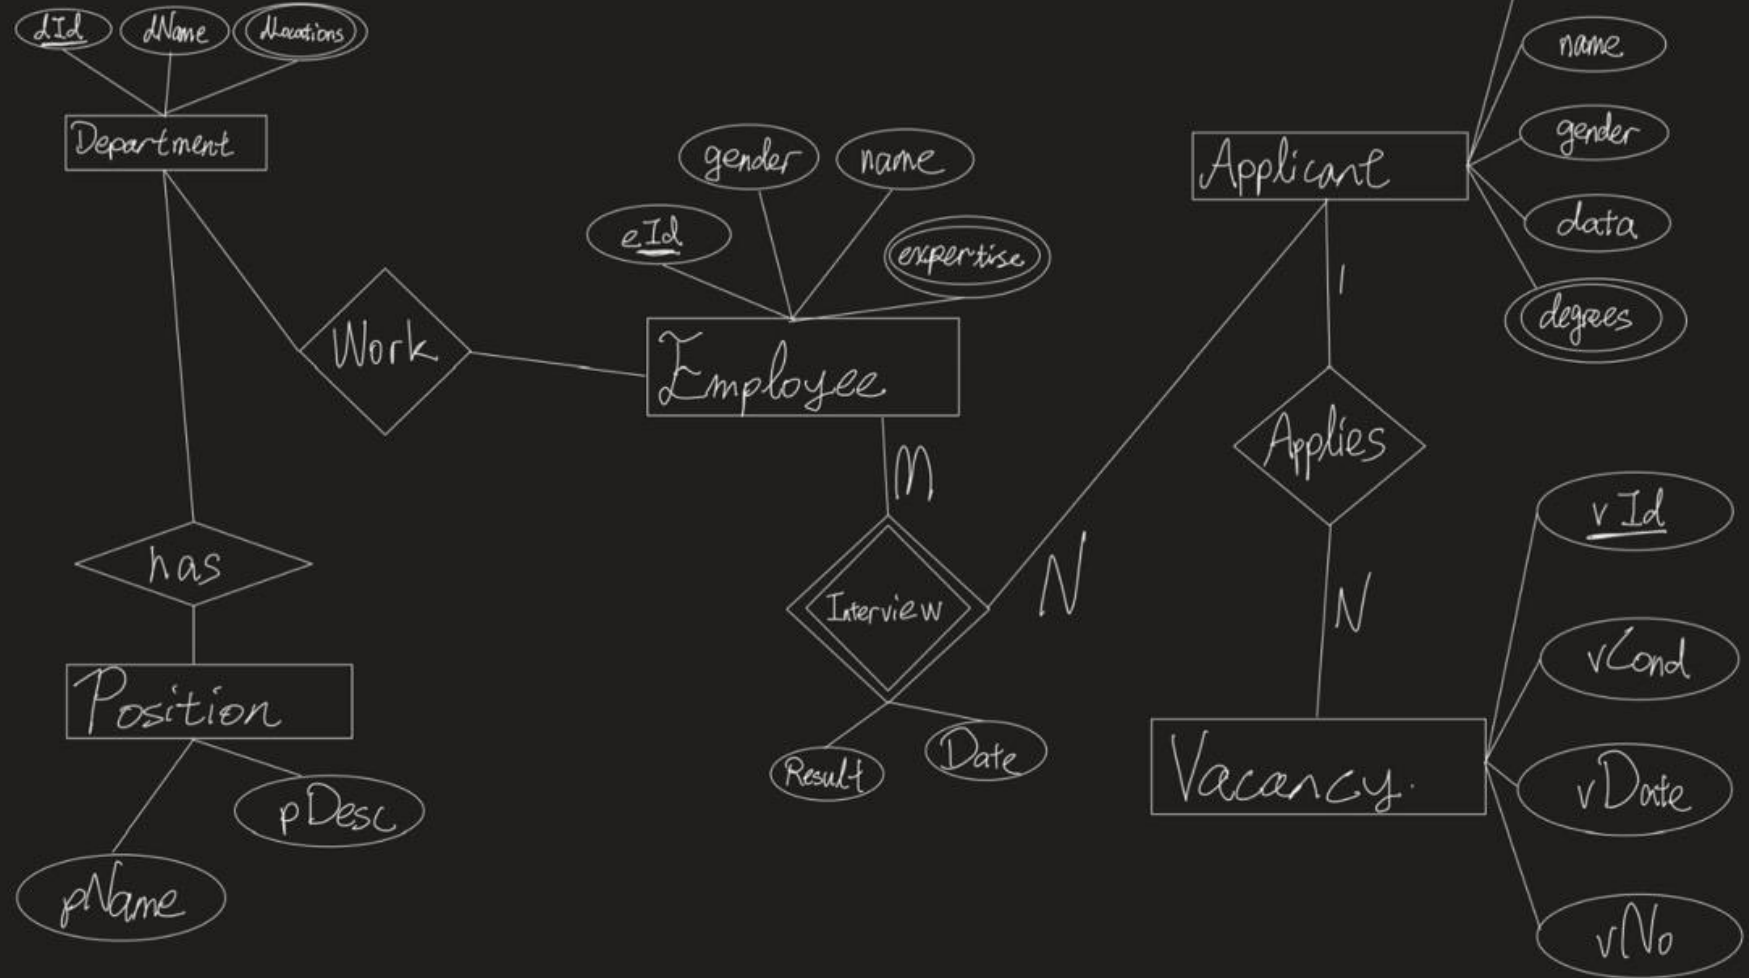 dId
dName
dLocations
Department
gender
name
eId
expertise
Employee
Work
name
gender
data
degrees
Applicant
1
Applies
N
M
N
Interview
Result
Date
has
Position
pDesc
pName
vId
vCond
vDate
vNo
Vacancy.